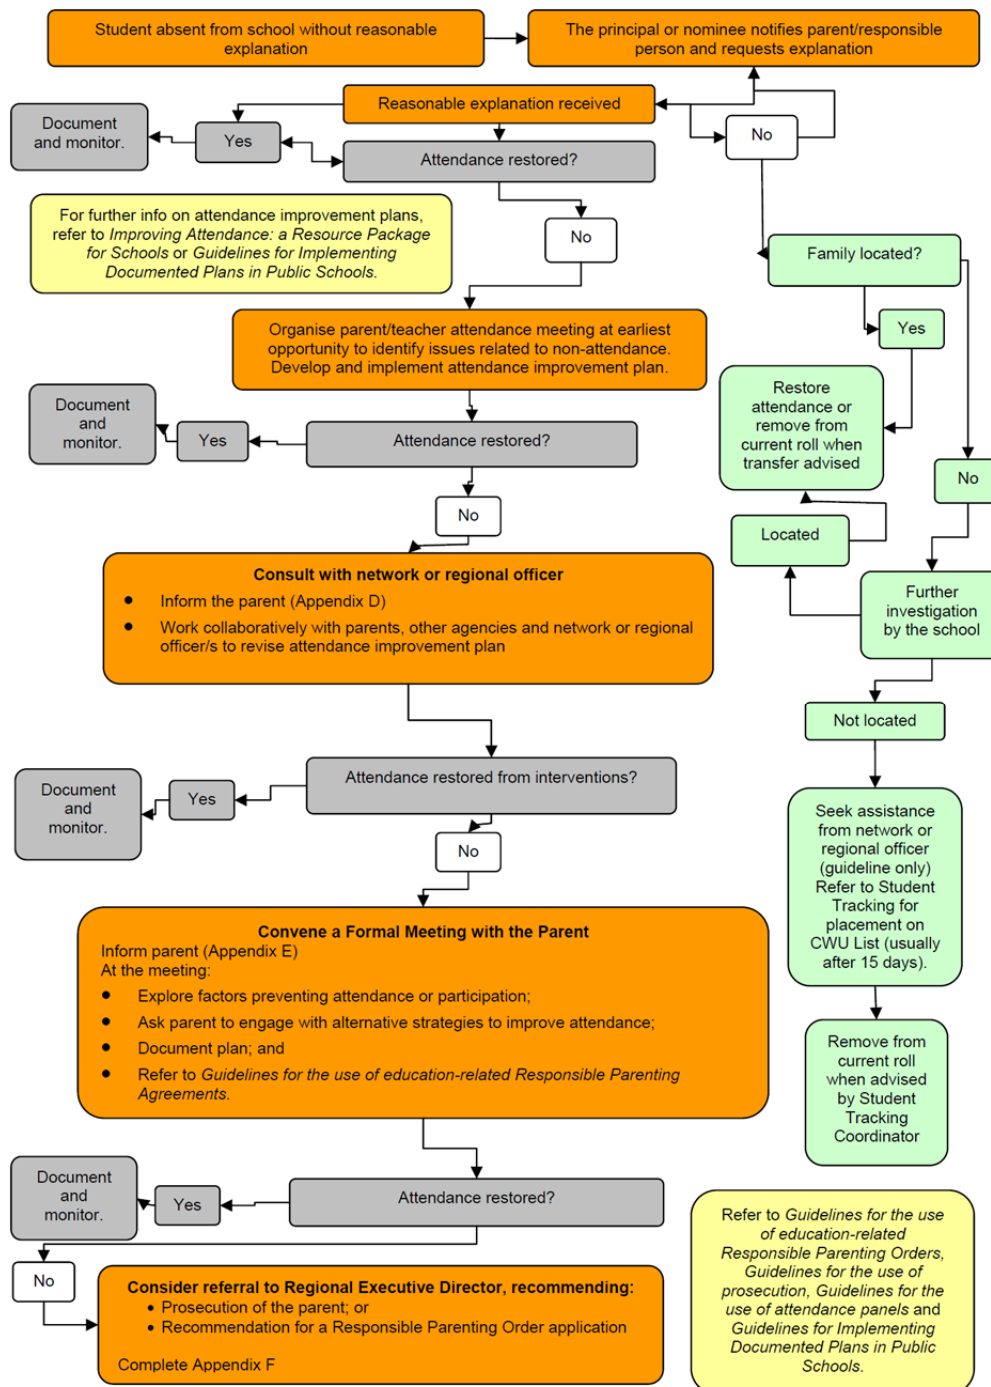 Student absent from school without reasonable
explanation
The principal or nominee notifies parent/responsible
person and requests explanation
Reasonable explanation received
No
Document
and monitor.
Yes
Attendance restored?
For further info on attendance improvement plans,
refer to Improving Attendance: a Resource Package
for Schools or Guidelines for Implementing
Documented Plans in Public Schools.
No
Family located?
Yes
Organise parent/teacher attendance meeting at earliest
opportunity to identify issues related to non-attendance.
Develop and implement attendance improvement plan.
Restore
attendance or
remove from
current roll when
transfer advised
Document
and
monitor.
Yes
Attendance restored?
No
No
Located
Consult with network or regional officer
● Inform the parent (Appendix D)
● Work collaboratively with parents, other agencies and network or regional
officer/s to revise attendance improvement plan
Further
investigation
by the school
Not located
Document
and
monitor.
Yes
Attendance restored from interventions?
No
Seek assistance
from network or
regional officer
(guideline only)
Refer to Student
Tracking for
placement on
CWU List (usually
after 15 days).
Convene a Formal Meeting with the Parent
Inform parent (Appendix E)
At the meeting:
● Explore factors preventing attendance or participation;
● Ask parent to engage with alternative strategies to improve attendance;
● Document plan; and
● Refer to Guidelines for the use of education-related Responsible Parenting
Agreements.
Remove from
current roll
when advised
by Student
Tracking
Coordinator
Document
and
monitor.
Yes
Attendance restored?
No
Consider referral to Regional Executive Director, recommending:
• Prosecution of the parent; or
• Recommendation for a Responsible Parenting Order application
Complete Appendix F
Refer to Guidelines for the use
of education-related
Responsible Parenting Orders,
Guidelines for the use of
prosecution, Guidelines for the
use of attendance panels and
Guidelines for Implementing
Documented Plans in Public
Schools.